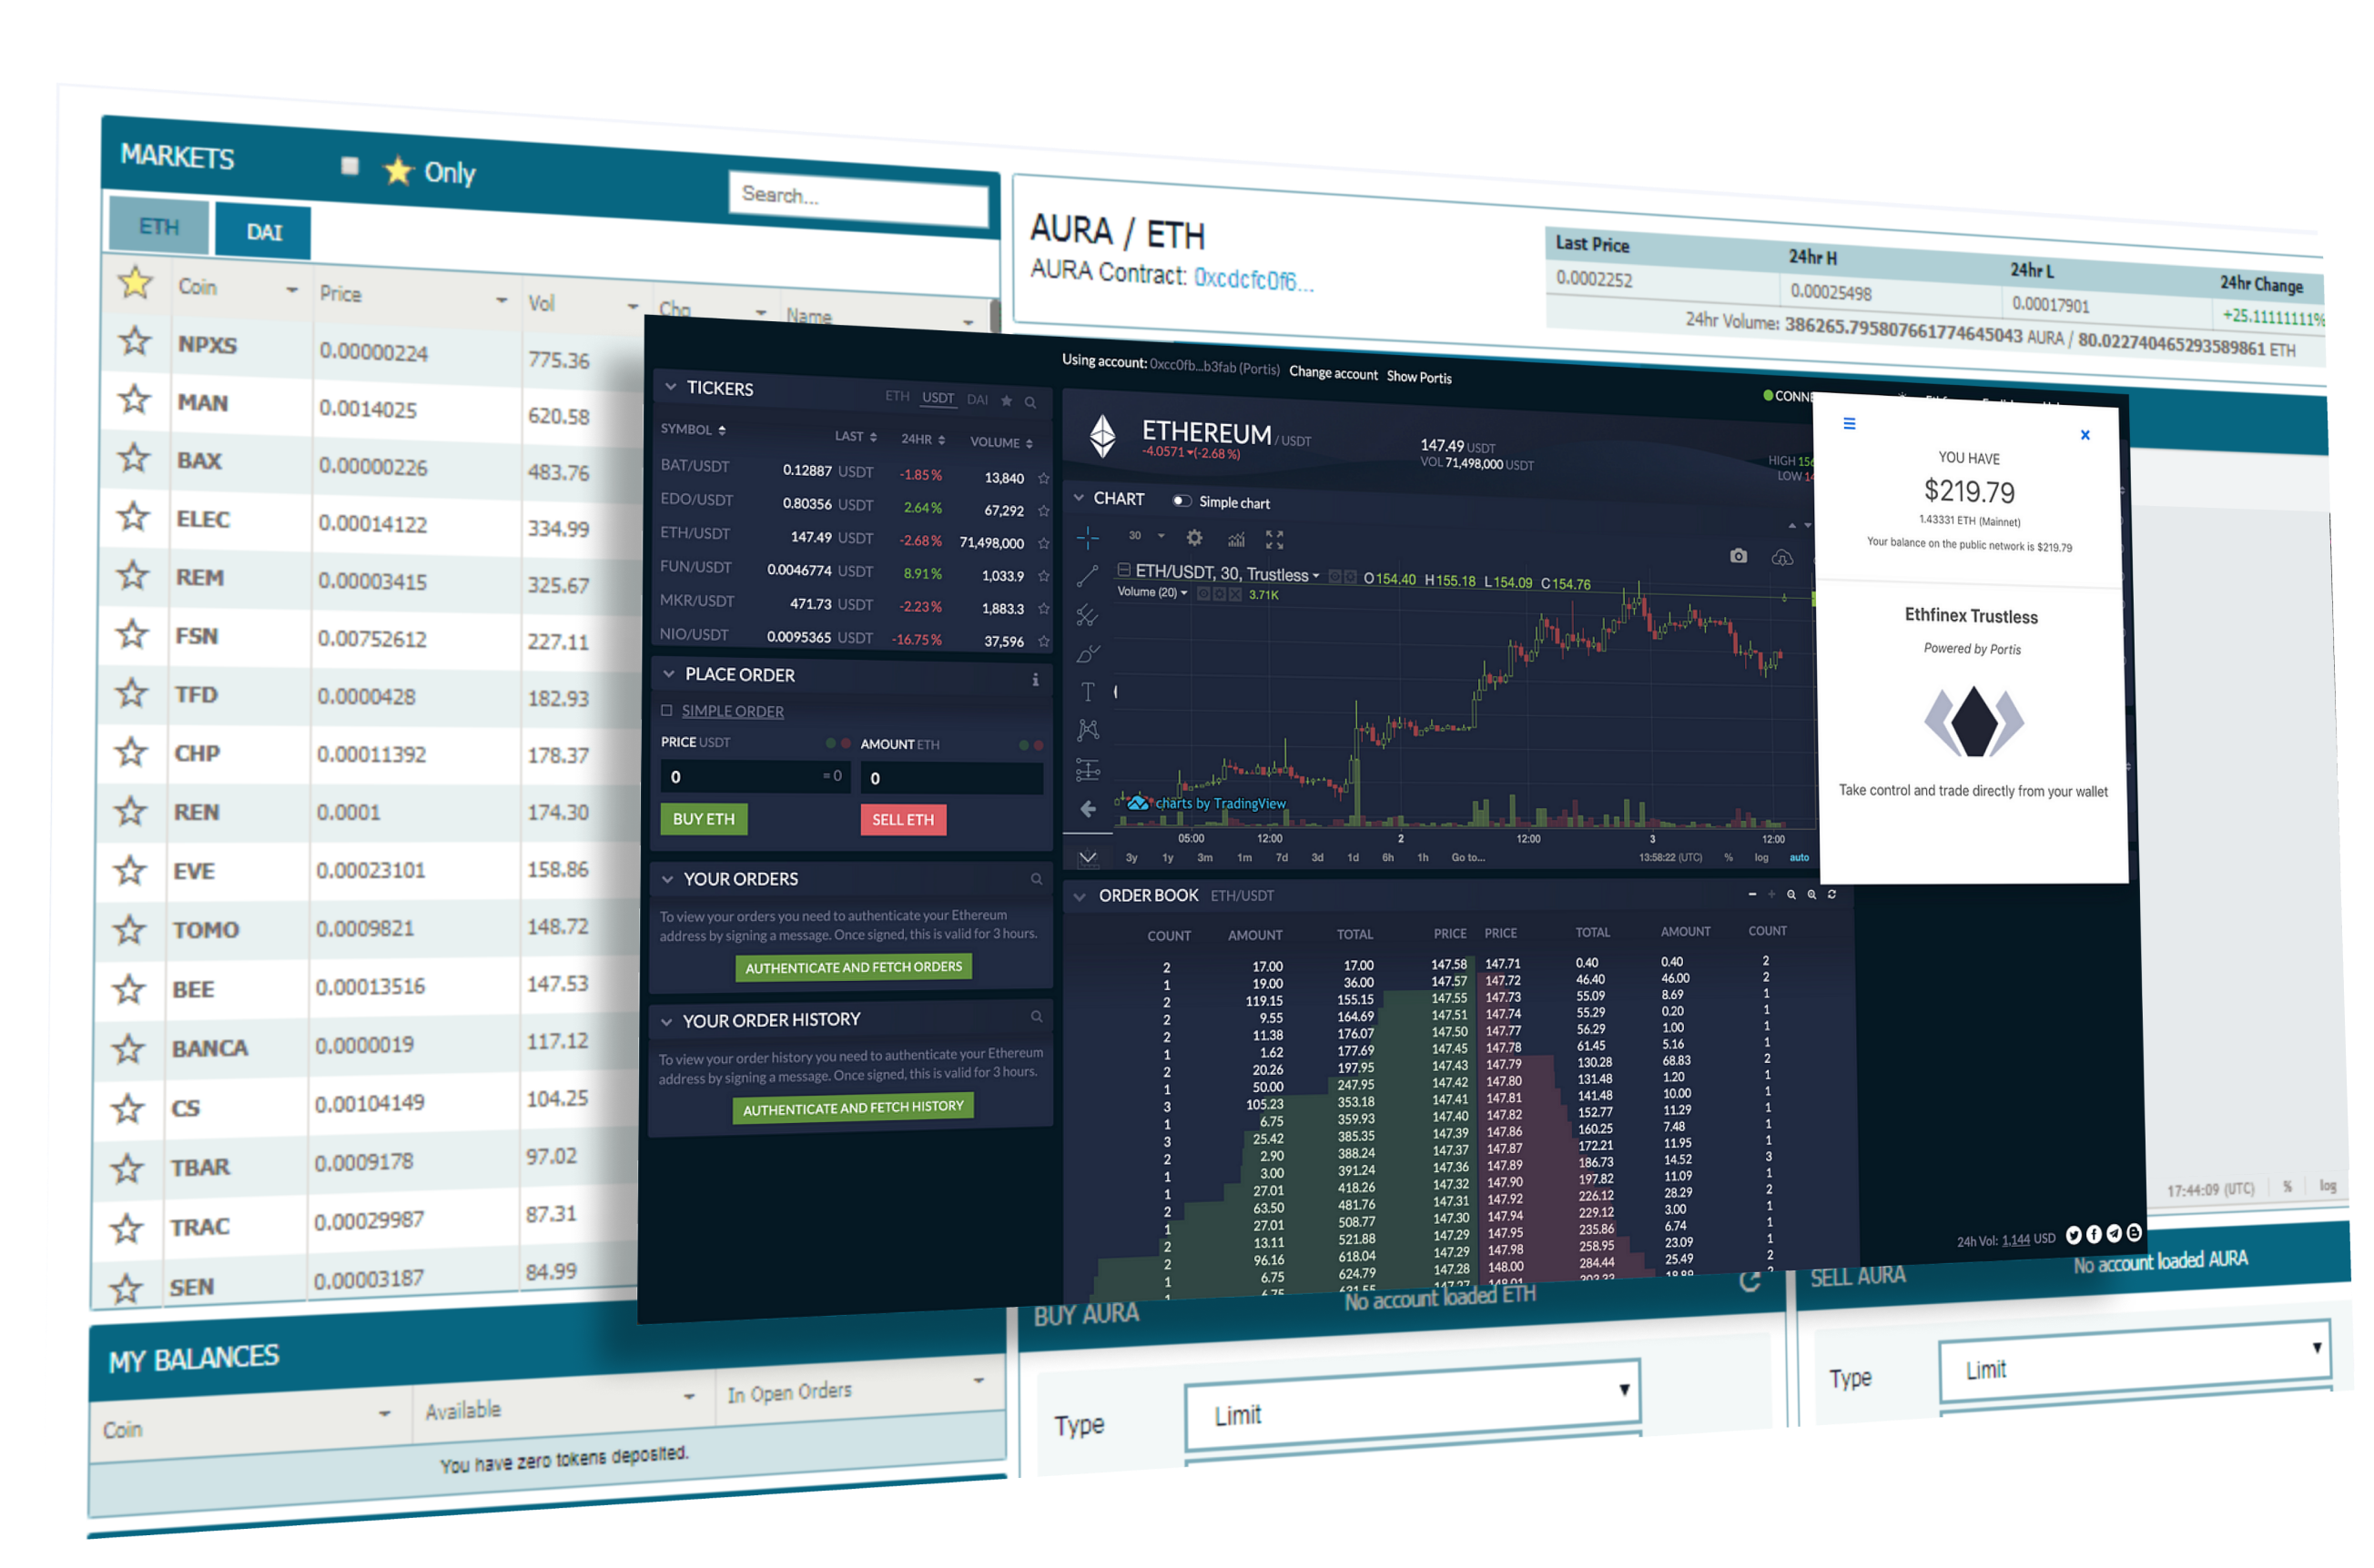 MARKETS Only Search...
ETH DAI
Coin Price Vol Chg Name
NPXS 0.00000224 775.36
MAN 0.0014025 620.58
BAX 0.00000226 483.76
ELEC 0.00014122 334.99
REM 0.00003415 325.67
FSN 0.00752612 227.11
TFD 0.0000428 182.93
CHP 0.00011392 178.37
REN 0.0001 174.30
EVE 0.00023101 158.86
TOMO 0.0009821 148.72
BEE 0.00013516 147.53
BANCA 0.0000019 117.12
CS 0.00104149 104.25
TBAR 0.0009178 97.02
TRAC 0.00029987 87.31
SEN 0.00003187 84.99
MY BALANCES
Coin Available In Open Orders
You have zero tokens deposited.
AURA / ETH
AURA Contract: 0xcdcfc0f6...
Last Price 24hr H 24hr L 24hr Change
0.0002252 0.00025498 0.00017901 +25.11111111%
24hr Volume: 386265.795807661774645043 AURA / 80.022740465293589861 ETH
Using account: 0xcc0fb...b3fab (Portis) Change account Show Portis
CONNE
TICKERS ETH USDT DAI
SYMBOL LAST 24HR VOLUME
BAT/USDT 0.12887 USDT -1.85% 13,840
EDO/USDT 0.80356 USDT 2.64% 67,292
ETH/USDT 147.49 USDT -2.68% 71,498,000
FUN/USDT 0.0046774 USDT 8.91% 1,033.9
MKR/USDT 471.73 USDT -2.23% 1,883.3
NIO/USDT 0.0095365 USDT -16.75% 37,596
PLACE ORDER
SIMPLE ORDER
PRICE USDT AMOUNT ETH
0 = 0 0
BUY ETH SELL ETH
YOUR ORDERS
To view your orders you need to authenticate your Ethereum
address by signing a message. Once signed, this is valid for 3 hours.
AUTHENTICATE AND FETCH ORDERS
YOUR ORDER HISTORY
To view your order history you need to authenticate your Ethereum
address by signing a message. Once signed, this is valid for 3 hours.
AUTHENTICATE AND FETCH HISTORY
ETHEREUM / USDT
-4.0571 (-2.68%)
147.49 USDT
VOL 71,498,000 USDT
HIGH 156
LOW 14
CHART Simple chart
30
ETH/USDT, 30, Trustless O 154.40 H 155.18 L 154.09 C 154.76
Volume (20) 3.71K
charts by TradingView
05:00 12:00 2 12:00 3 12:00
3y 1y 3m 1m 7d 3d 1d 6h 1h Go to... 13:58:22 (UTC) % log auto
ORDER BOOK ETH/USDT
COUNT AMOUNT TOTAL PRICE PRICE TOTAL AMOUNT COUNT
2 17.00 17.00 147.58 147.71 0.40 0.40 2
1 19.00 36.00 147.57 147.72 46.40 46.00 2
2 119.15 155.15 147.55 147.73 55.09 8.69 1
2 9.55 164.69 147.51 147.74 55.29 0.20 1
2 11.38 176.07 147.50 147.77 56.29 1.00 1
1 1.62 177.69 147.45 147.78 61.45 5.16 1
2 20.26 197.95 147.43 147.79 130.28 68.83 2
1 50.00 247.95 147.42 147.80 131.48 1.20 1
3 105.23 353.18 147.41 147.81 141.48 10.00 1
1 6.75 359.93 147.40 147.82 152.77 11.29 1
3 25.42 385.35 147.39 147.86 160.25 7.48 1
2 2.90 388.24 147.37 147.87 172.21 11.95 1
1 3.00 391.24 147.36 147.89 186.73 14.52 3
1 27.01 418.26 147.32 147.90 197.82 11.09 1
2 63.50 481.76 147.31 147.92 226.12 28.29 2
1 27.01 508.77 147.30 147.94 229.12 3.00 1
2 13.11 521.88 147.29 147.95 235.86 6.74 1
2 96.16 618.04 147.29 147.98 258.95 23.09 1
1 6.75 624.79 147.28 148.00 284.44 25.49 2
1 6.75 631.55 147.27 148.01
YOU HAVE
$219.79
1.43331 ETH (Mainnet)
Your balance on the public network is $219.79
Ethfinex Trustless
Powered by Portis
Take control and trade directly from your wallet
24h Vol: 1,144 USD
17:44:09 (UTC) % log
BUY AURA No account loaded ETH
Type Limit
SELL AURA No account loaded AURA
Type Limit